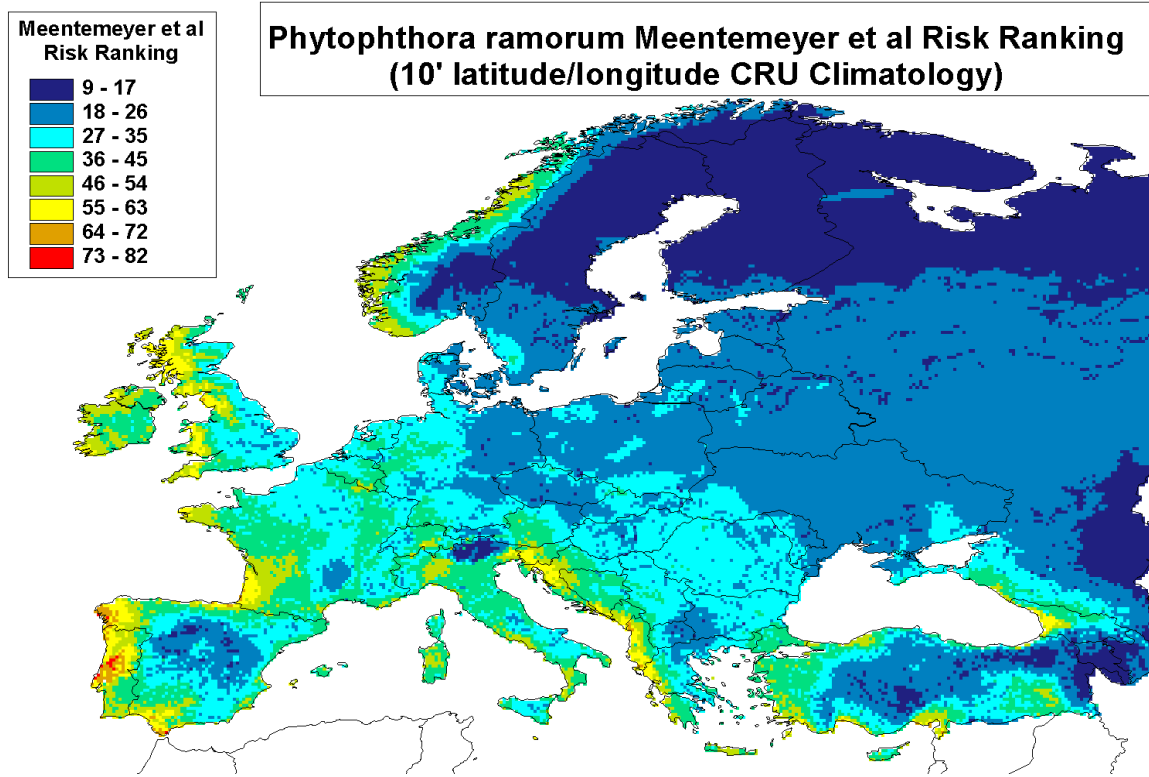 Meentemeyer et al
Risk Ranking
9 - 17
18 - 26
27 - 35
36 - 45
46 - 54
55 - 63
64 - 72
73 - 82
Phytophthora ramorum Meentemeyer et al Risk Ranking
(10' latitude/longitude CRU Climatology)